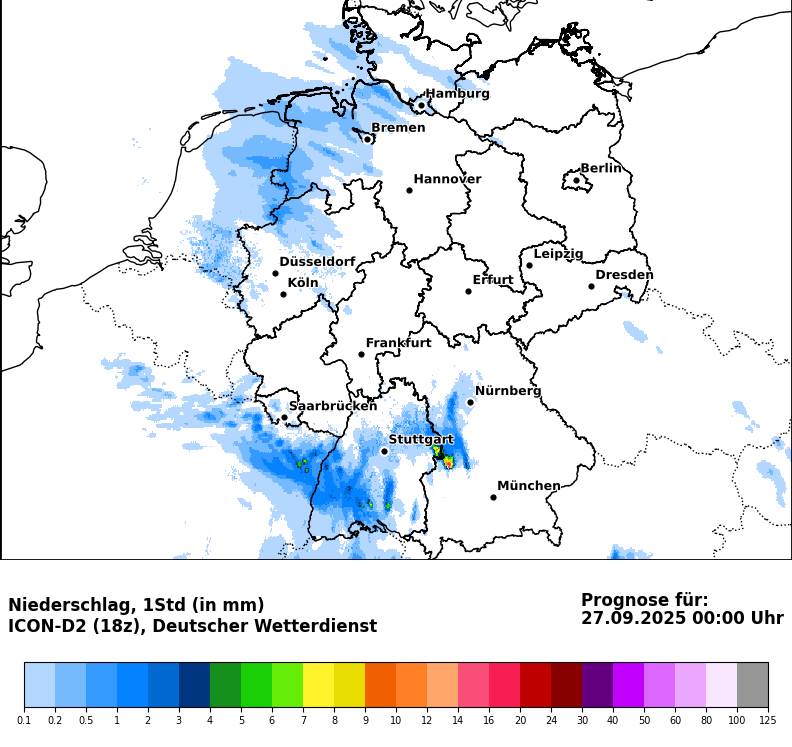 Hamburg
Bremen
Berlin
Hannover
Leipzig
Düsseldorf
Dresden
Köln
Erfurt
Frankfurt
Nürnberg
Saarbrücken
Stuttgart
München
Niederschlag, 1Std (in mm)
ICON-D2 (18z), Deutscher Wetterdienst
Prognose für:
27.09.2025 00:00 Uhr
0.1 0.2 0.5 1 2 3 4 5 6 7 8 9 10 12 14 16 20 24 30 40 50 60 80 100 125